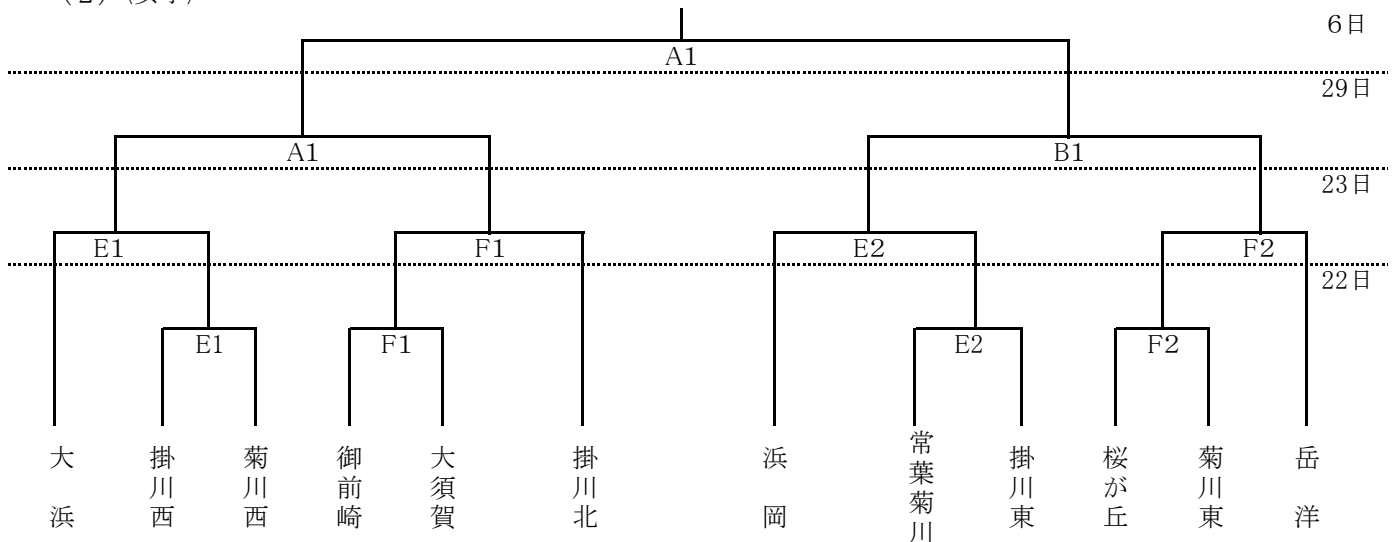 6日
A1
29日
A1
B1
23日
E1
F1
E2
F2
22日
E1
F1
E2
F2
大浜
掛川西
菊川西
御前崎
大須賀
掛川北
浜岡
常葉菊川
掛川東
桜が丘
菊川東
岳洋